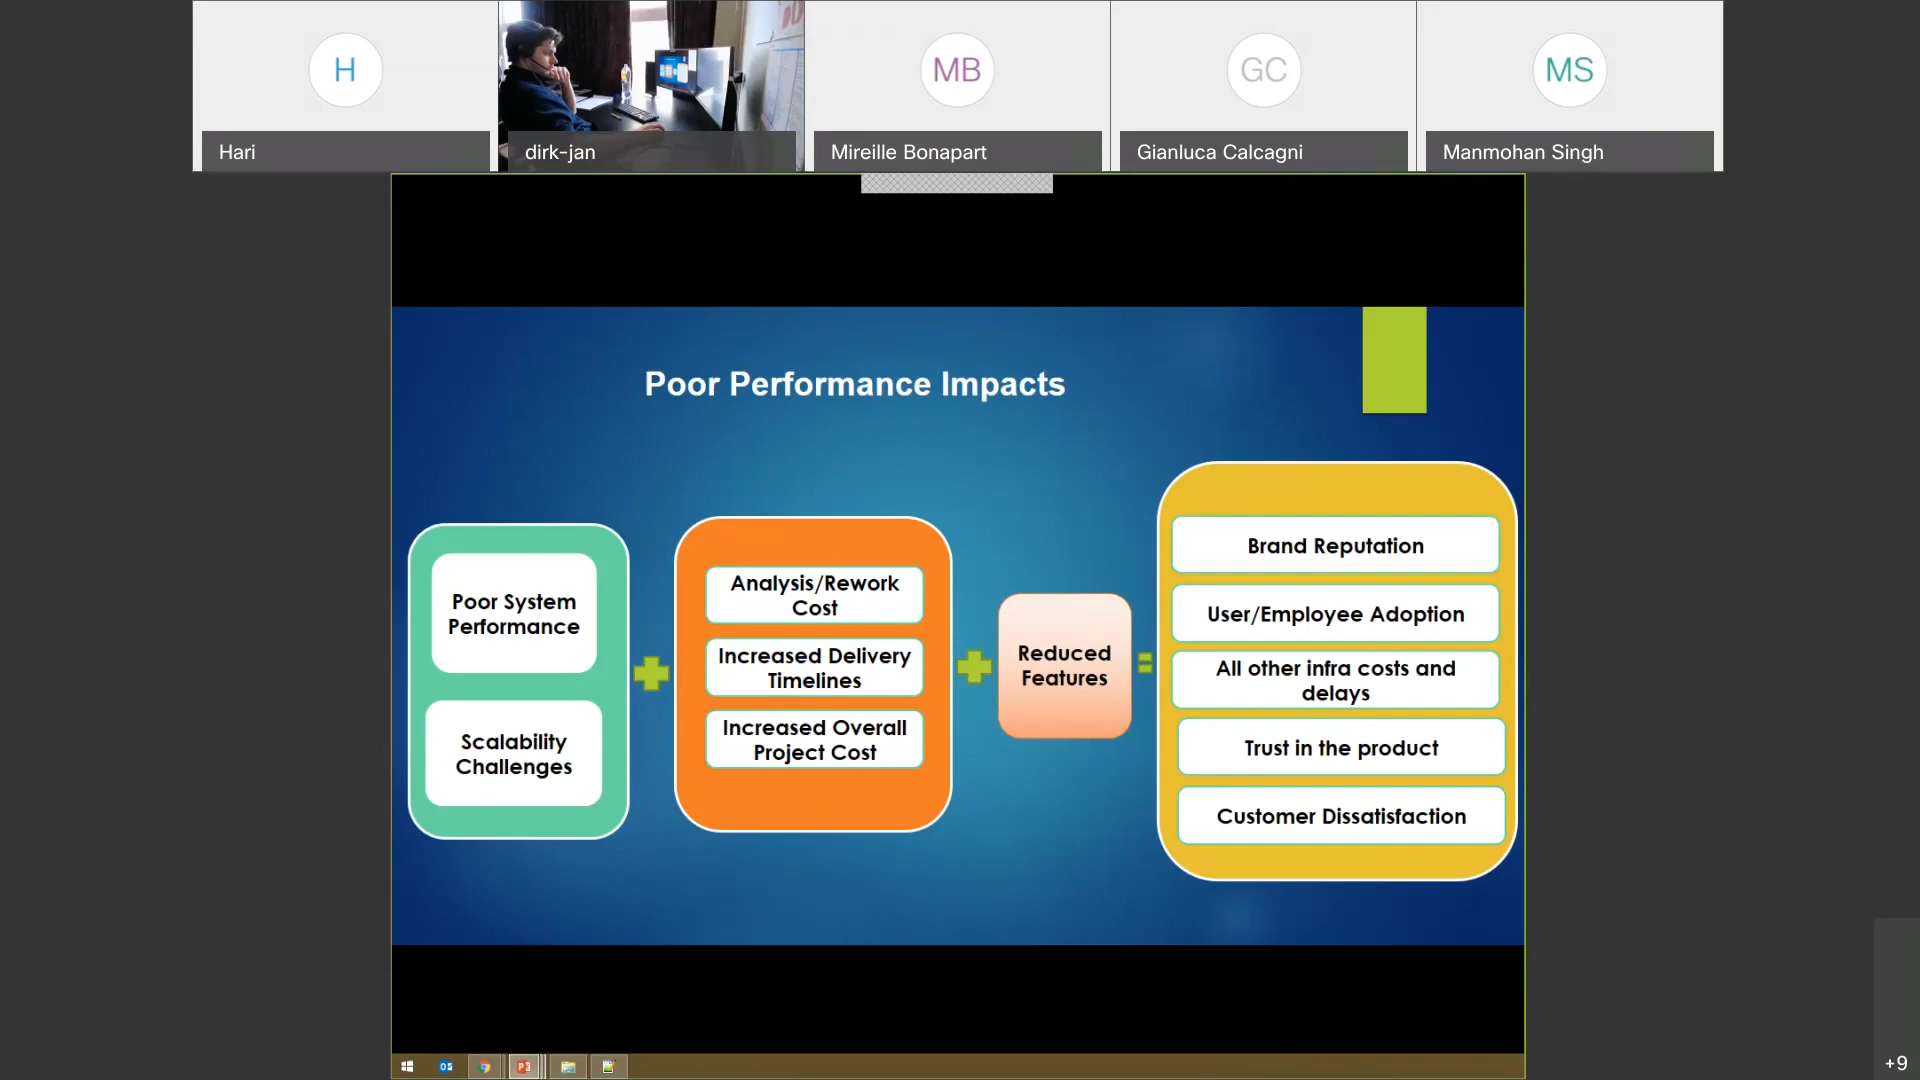 H
MB
GC
MS
Hari
dirk-jan
Mireille Bonapart
Gianluca Calcagni
Manmohan Singh
Poor Performance Impacts
Poor System
Performance
Scalability
Challenges
Analysis/Rework
Cost
Increased Delivery
Timelines
Increased Overall
Project Cost
Reduced
Features
Brand Reputation
User/Employee Adoption
All other infra costs and
delays
Trust in the product
Customer Dissatisfaction
+9